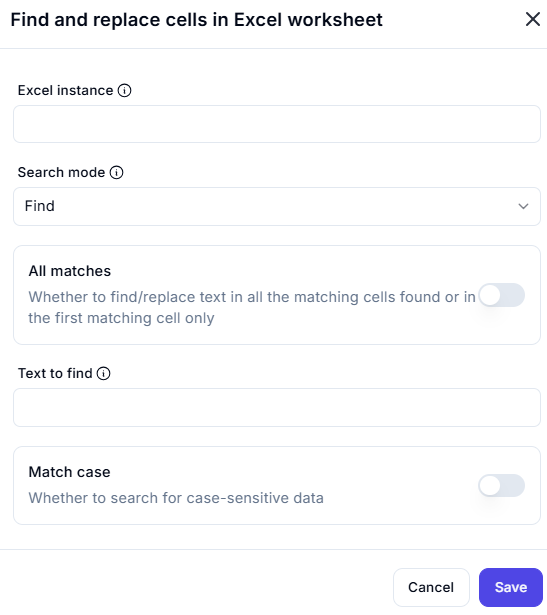 Find and replace cells in Excel worksheet
Excel instance
Search mode
Find
All matches
Whether to find/replace text in all the matching cells found or in
the first matching cell only
Text to find
Match case
Whether to search for case-sensitive data
Cancel
Save